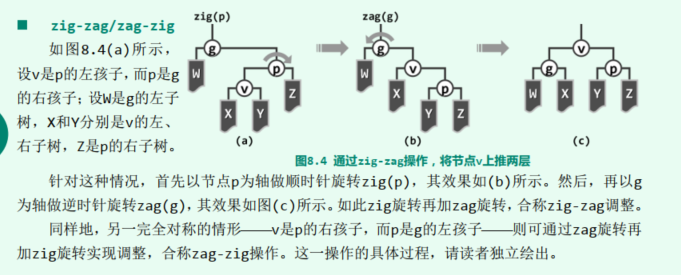 ■ zig-zag/zag-zig
如图8.4(a)所示，
设v是p的左孩子，而p是g
的右孩子；设W是g的左子
树，X和Y分别是v的左、
右子树，Z是p的右子树。
zig(p)
g
W
p
v
Z
X
Y
(a)
zag(g)
g
W
v
X
p
Y
Z
(b)
v
g
p
W
X
Y
Z
(c)
图8.4 通过zig-zag操作，将节点v上推两层
针对这种情况，首先以节点p为轴做顺时针旋转zig(p)，其效果如(b)所示。然后，再以g
为轴做逆时针旋转zag(g)，其效果如图(c)所示。如此zig旋转再加zag旋转，合称zig-zag调整。
同样地，另一完全对称的情形——v是p的右孩子，而p是g的左孩子——则可通过zag旋转再
加zig旋转实现调整，合称zag-zig操作。这一操作的具体过程，请读者独立绘出。